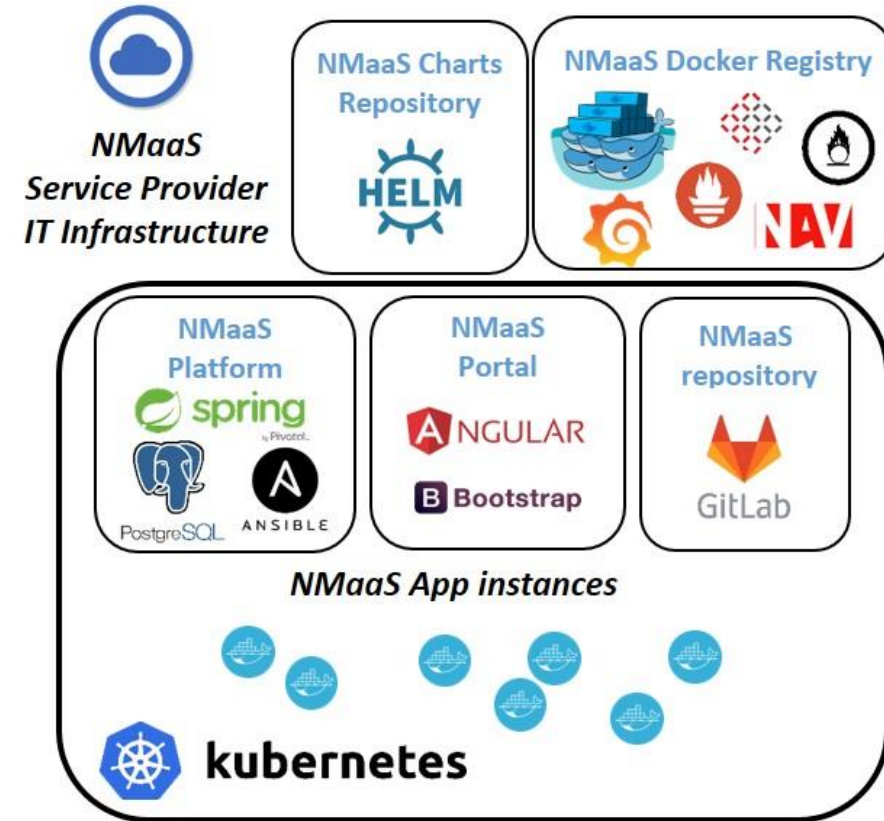 NMaaS
Service Provider
IT Infrastructure
NMaaS Charts
Repository
HELM
NMaaS Docker Registry
NAV
NMaaS
Platform
spring
by Pivotal
PostgreSQL
ANSIBLE
NMaaS
Portal
ANGULAR
B Bootstrap
NMaaS
repository
GitLab
NMaaS App instances
kubernetes